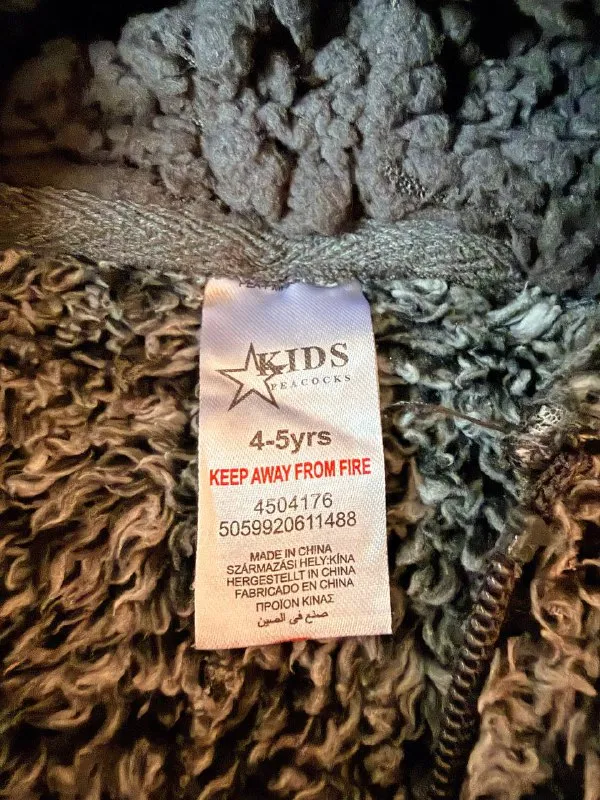 KIDS
PEACOCKS
4-5yrs
KEEP AWAY FROM FIRE
4504176
5059920611488
MADE IN CHINA
SZÁRMAZÁSI HELY:KÍNA
HERGESTELLT IN CHINA
FABRICADO EN CHINA
ΠΡΟΪΟΝ ΚΙΝΑΣ
صنع في الصين